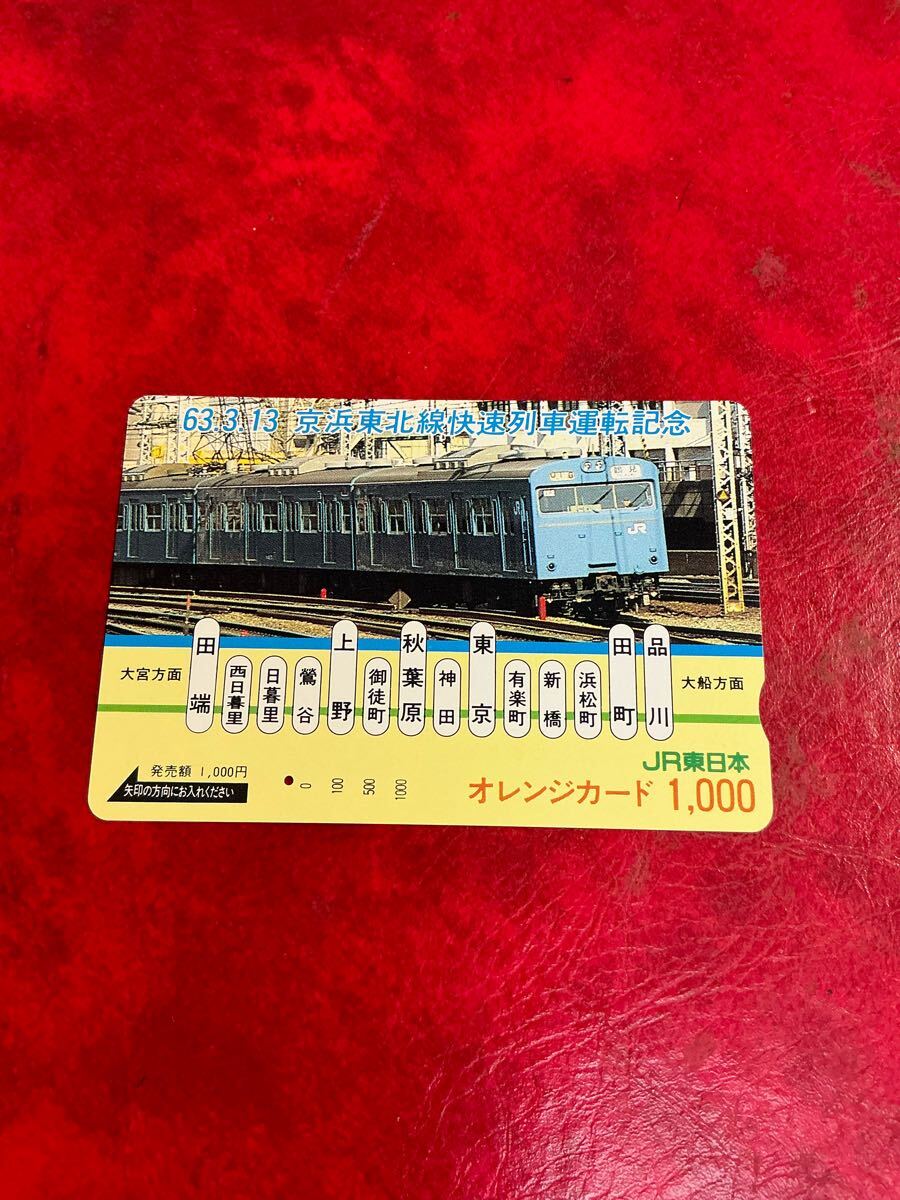 63.3.13 京浜東北線快速列車運転記念
鶴見
JR
大宮方面
田端
西日暮里
日暮里
鶯谷
上野
御徒町
秋葉原
神田
東京
有楽町
新橋
浜松町
田町
品川
大船方面
JR東日本
発売額 1,000円
矢印の方向にお入れください
0
100
500
1000
オレンジカード 1,000